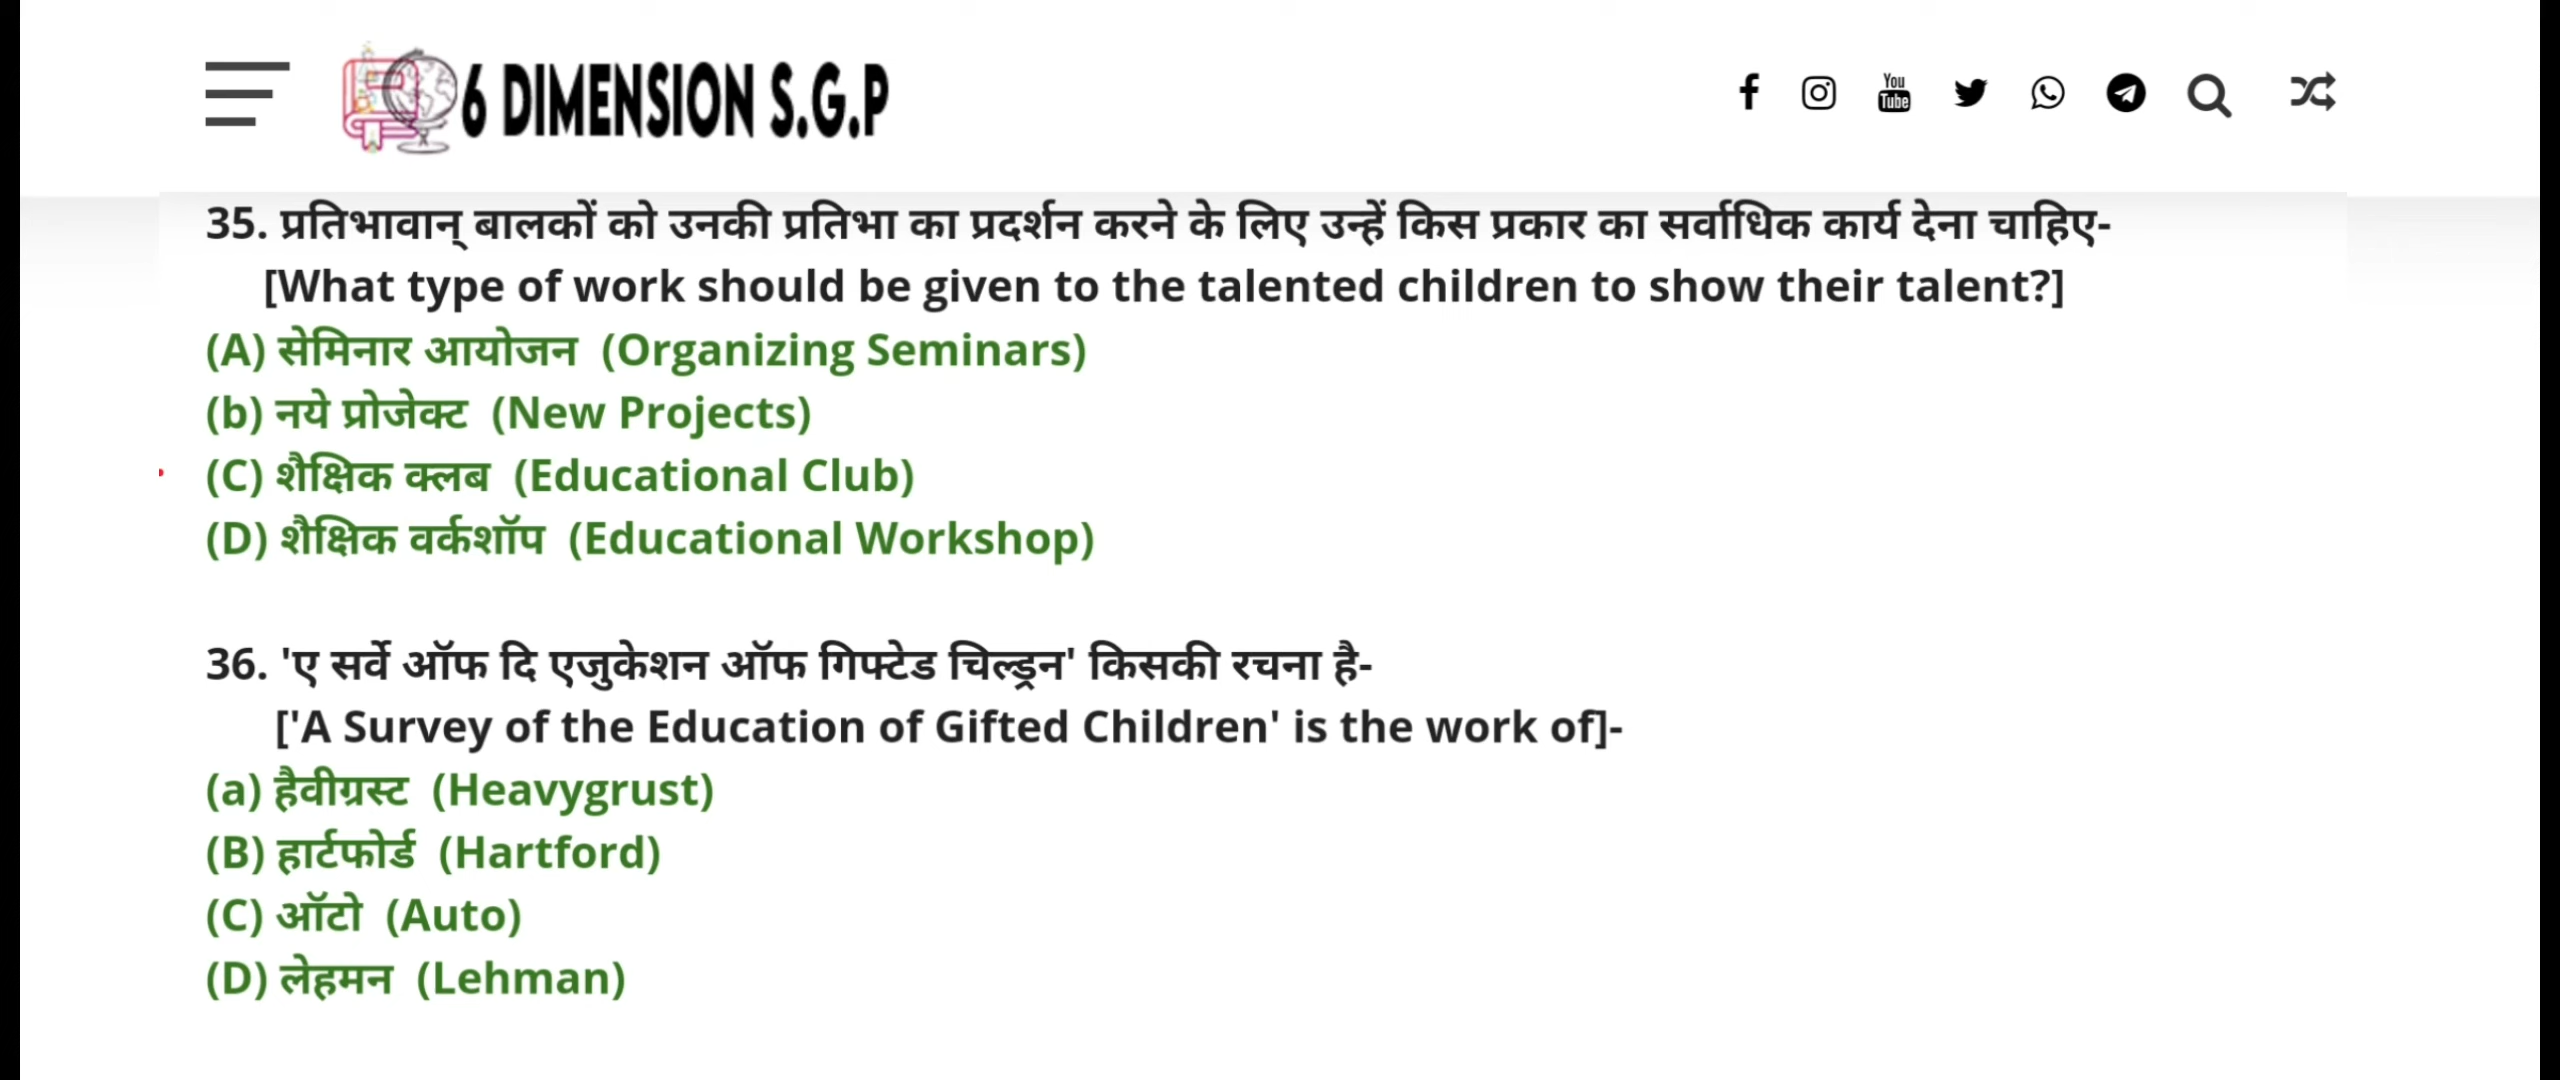 6 DIMENSION S.G.P
You
Tube
35. प्रतिभावान् बालकों को उनकी प्रतिभा का प्रदर्शन करने के लिए उन्हें किस प्रकार का सर्वाधिक कार्य देना चाहिए-
[What type of work should be given to the talented children to show their talent?]
(A) सेमिनार आयोजन (Organizing Seminars)
(b) नये प्रोजेक्ट (New Projects)
(C) शैक्षिक क्लब (Educational Club)
(D) शैक्षिक वर्कशॉप (Educational Workshop)
36. 'ए सर्वे ऑफ दि एजुकेशन ऑफ गिफ्टेड चिल्ड्रन' किसकी रचना है-
['A Survey of the Education of Gifted Children' is the work of]-
(a) हैवीग्रस्ट (Heavygrust)
(B) हार्टफोर्ड (Hartford)
(C) ऑटो (Auto)
(D) लेहमन (Lehman)